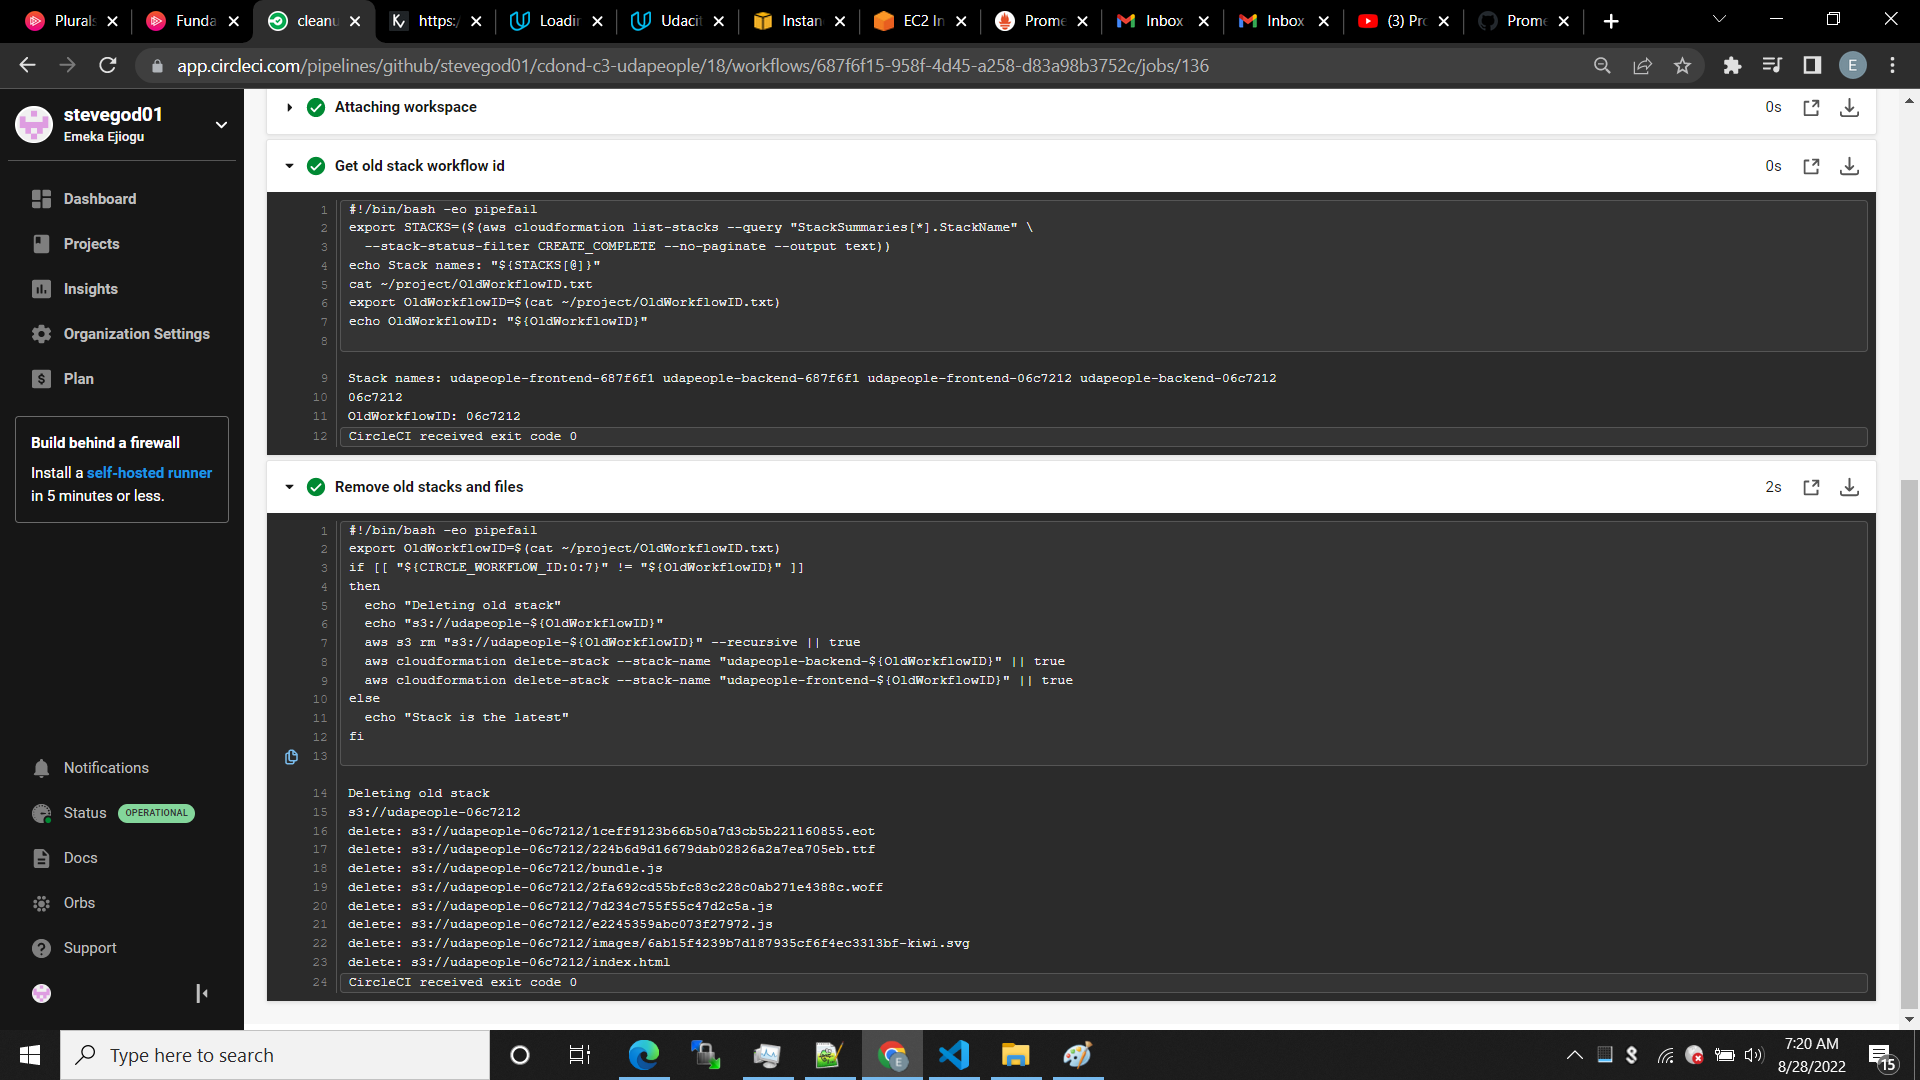 Plurals
Funda
cleanu
https:/
Loadin
Udacit
Instan
EC2 In
Prome
Inbox
Inbox
(3) Pro
Prome
app.circleci.com/pipelines/github/stevegod01/cdond-c3-udapeople/18/workflows/687f6f15-958f-4d45-a258-d83a98b3752c/jobs/136
E
stevegod01
Emeka Ejiogu
Dashboard
Projects
Insights
Organization Settings
Plan
Build behind a firewall
Install a self-hosted runner
in 5 minutes or less.
Notifications
Status OPERATIONAL
Docs
Orbs
Support
Attaching workspace 0s
Get old stack workflow id 0s
1 #!/bin/bash -eo pipefail
2 export STACKS=($(aws cloudformation list-stacks --query "StackSummaries[*].StackName" \
3 --stack-status-filter CREATE_COMPLETE --no-paginate --output text))
4 echo Stack names: "${STACKS[@]}"
5 cat ~/project/OldWorkflowID.txt
6 export OldWorkflowID=$(cat ~/project/OldWorkflowID.txt)
7 echo OldWorkflowID: "${OldWorkflowID}"
8
9 Stack names: udapeople-frontend-687f6f1 udapeople-backend-687f6f1 udapeople-frontend-06c7212 udapeople-backend-06c7212
10 06c7212
11 OldWorkflowID: 06c7212
12 CircleCI received exit code 0
Remove old stacks and files 2s
1 #!/bin/bash -eo pipefail
2 export OldWorkflowID=$(cat ~/project/OldWorkflowID.txt)
3 if [[ "${CIRCLE_WORKFLOW_ID:0:7}" != "${OldWorkflowID}" ]]
4 then
5 echo "Deleting old stack"
6 echo "s3://udapeople-${OldWorkflowID}"
7 aws s3 rm "s3://udapeople-${OldWorkflowID}" --recursive || true
8 aws cloudformation delete-stack --stack-name "udapeople-backend-${OldWorkflowID}" || true
9 aws cloudformation delete-stack --stack-name "udapeople-frontend-${OldWorkflowID}" || true
10 else
11 echo "Stack is the latest"
12 fi
13
14 Deleting old stack
15 s3://udapeople-06c7212
16 delete: s3://udapeople-06c7212/1ceff9123b66b50a7d3cb5b221160855.eot
17 delete: s3://udapeople-06c7212/224b6d9d16679dab02826a2a7ea705eb.ttf
18 delete: s3://udapeople-06c7212/bundle.js
19 delete: s3://udapeople-06c7212/2fa692cd55bfc83c228c0ab271e4388c.woff
20 delete: s3://udapeople-06c7212/7d234c755f55c47d2c5a.js
21 delete: s3://udapeople-06c7212/e2245359abc073f27972.js
22 delete: s3://udapeople-06c7212/images/6ab15f4239b7d187935cf6f4ec3313bf-kiwi.svg
23 delete: s3://udapeople-06c7212/index.html
24 CircleCI received exit code 0
Type here to search
7:20 AM
8/28/2022
15